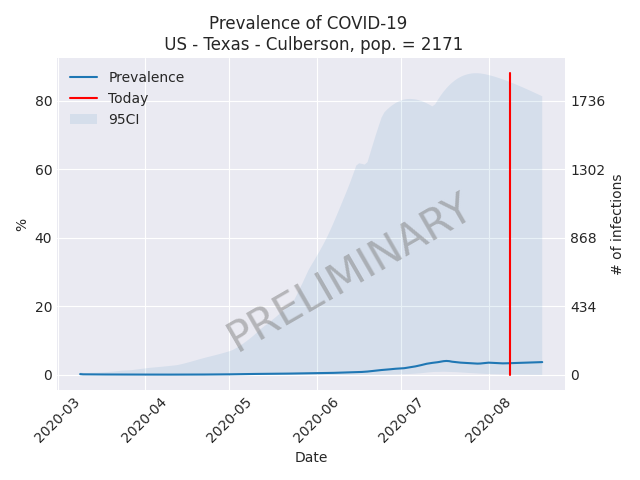 Prevalence of COVID-19
US - Texas - Culberson, pop. = 2171
Prevalence
Today
95CI
80
60
40
20
0
%
1736
1302
868
434
0
# of infections
PRELIMINARY
2020-03
2020-04
2020-05
2020-06
2020-07
2020-08
Date